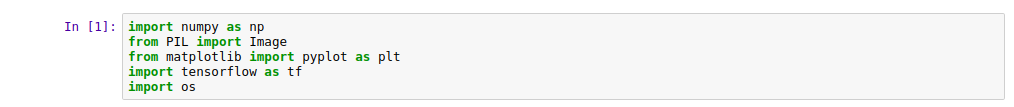 In [1]: import numpy as np
from PIL import Image
from matplotlib import pyplot as plt
import tensorflow as tf
import os